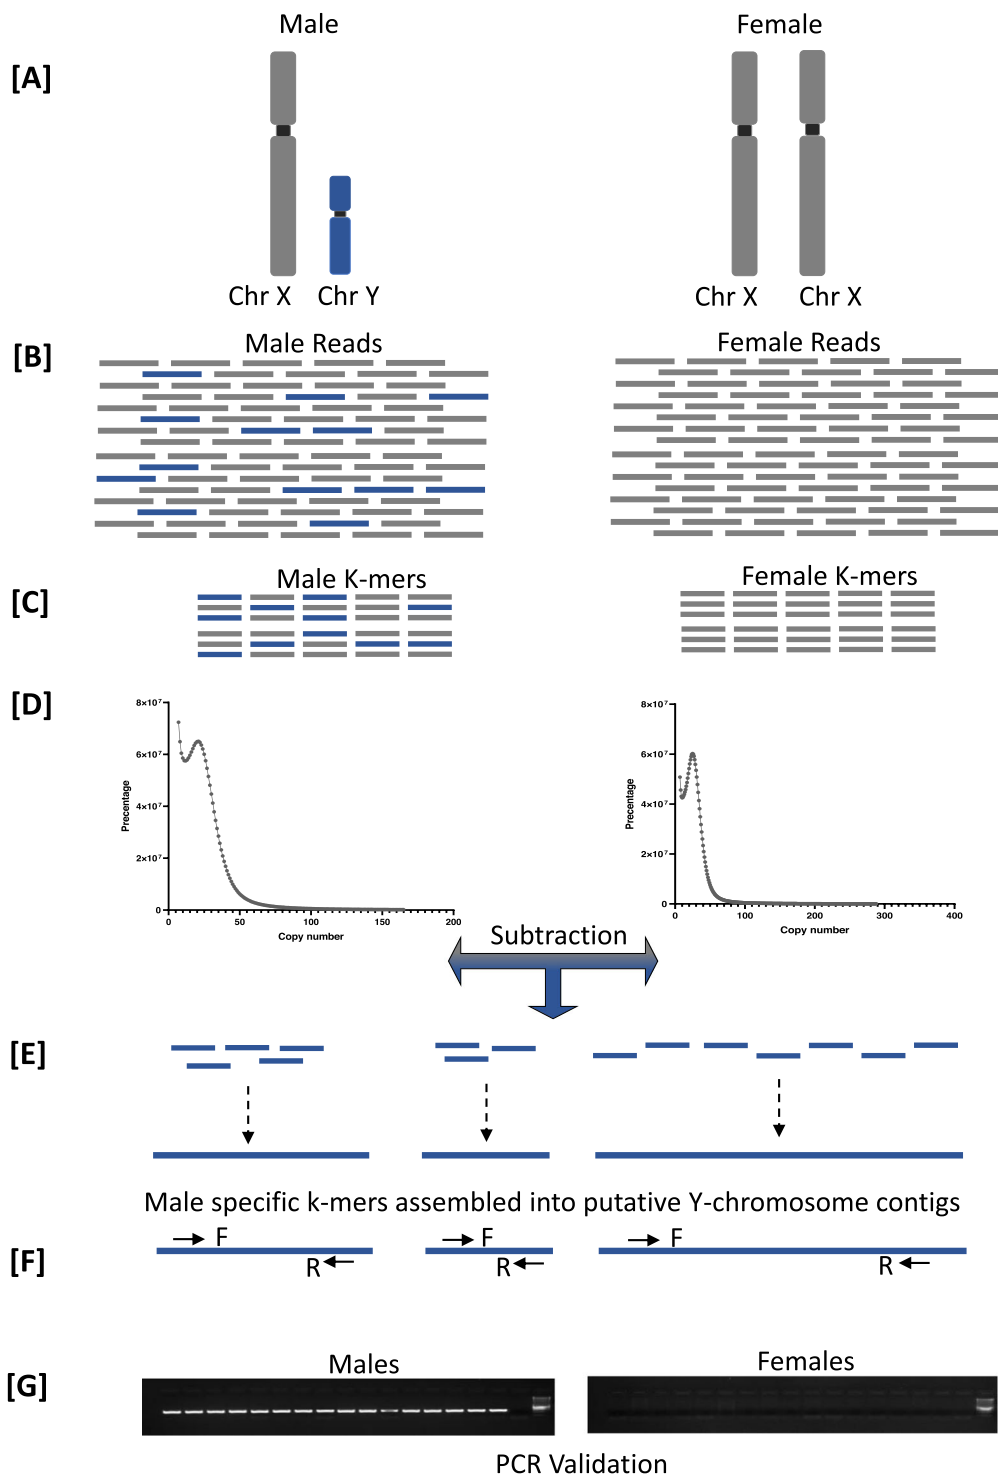 Male Female
[A]
Chr X Chr Y Chr X Chr X
[B] Male Reads Female Reads
[C] Male K-mers Female K-mers
[D]
8×10⁷ 8×10⁷
6×10⁷ 6×10⁷
4×10⁷ 4×10⁷
2×10⁷ 2×10⁷
0 0
Precentage Precentage
0 50 100 150 200 0 100 200 300 400
Copy number Copy number
Subtraction
[E]
Male specific k-mers assembled into putative Y-chromosome contigs
F F F
[F] R R R
Males Females
[G]
PCR Validation